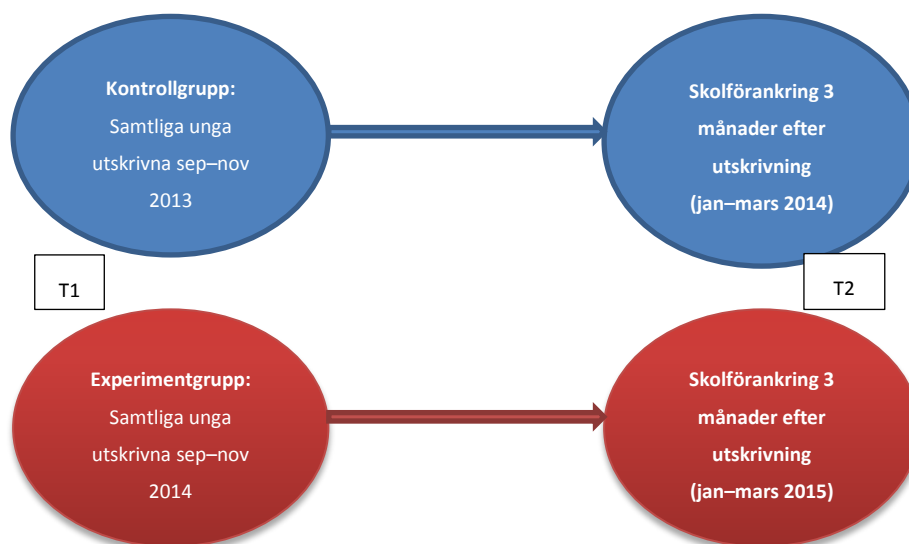 Kontrollgrupp:
Samtliga unga
utskrivna sep–nov
2013
Skolförankring 3
månader efter
utskrivning
(jan–mars 2014)
T1
T2
Experimentgrupp:
Samtliga unga
utskrivna sep–nov
2014
Skolförankring 3
månader efter
utskrivning
(jan–mars 2015)